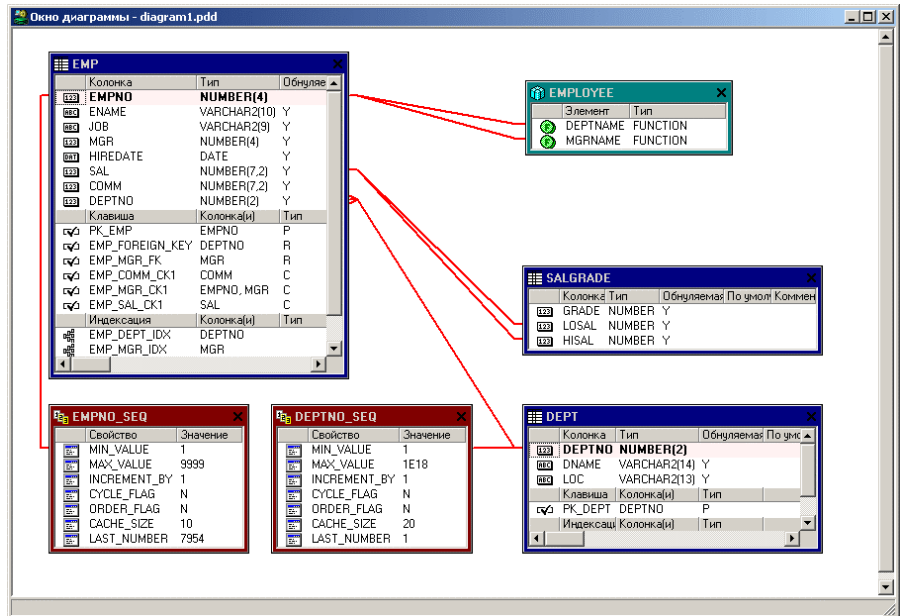 Окно диаграммы - diagram1.pdd
EMP
Колонка Тип Обнуляе
EMPNO NUMBER(4)
ENAME VARCHAR2(10) Y
JOB VARCHAR2(9) Y
MGR NUMBER(4) Y
HIREDATE DATE Y
SAL NUMBER(7,2) Y
COMM NUMBER(7,2) Y
DEPTNO NUMBER(2) Y
Клавиша Колонка(и) Тип
PK_EMP EMPNO P
EMP_FOREIGN_KEY DEPTNO R
EMP_MGR_FK MGR R
EMP_COMM_CK1 COMM C
EMP_MGR_CK1 EMPNO, MGR C
EMP_SAL_CK1 SAL C
Индексация Колонка(и) Тип
EMP_DEPT_IDX DEPTNO
EMP_MGR_IDX MGR
EMPLOYEE
Элемент Тип
DEPTNAME FUNCTION
MGRNAME FUNCTION
SALGRADE
Колонка Тип Обнуляемая По умол Коммен
GRADE NUMBER Y
LOSAL NUMBER Y
HISAL NUMBER Y
EMPNO_SEQ
Свойство Значение
MIN_VALUE 1
MAX_VALUE 9999
INCREMENT_BY 1
CYCLE_FLAG N
ORDER_FLAG N
CACHE_SIZE 10
LAST_NUMBER 7954
DEPTNO_SEQ
Свойство Значение
MIN_VALUE 1
MAX_VALUE 1E18
INCREMENT_BY 1
CYCLE_FLAG N
ORDER_FLAG N
CACHE_SIZE 20
LAST_NUMBER 1
DEPT
Колонка Тип Обнуляемая По умо
DEPTNO NUMBER(2)
DNAME VARCHAR2(14) Y
LOC VARCHAR2(13) Y
Клавиша Колонка(и) Тип
PK_DEPT DEPTNO P
Индексаци Колонка(и) Тип